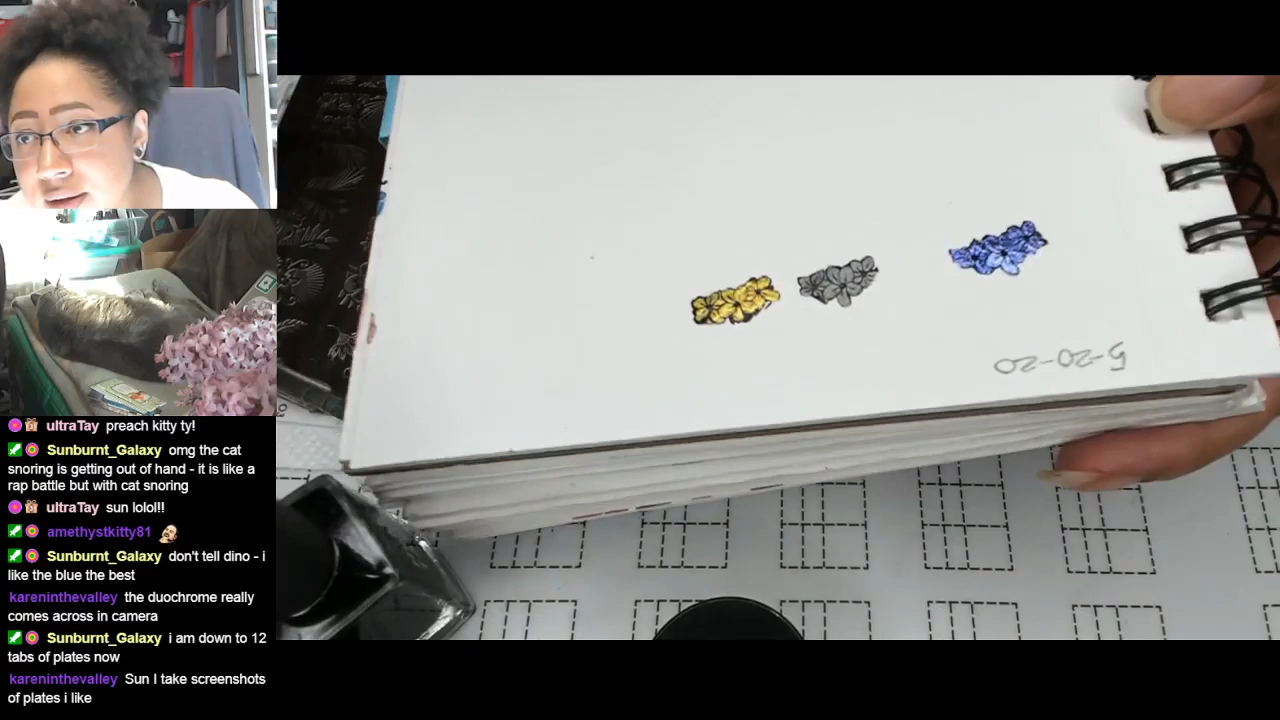 5-20-20
ultraTay preach kitty ty!
Sunburnt_Galaxy omg the cat
snoring is getting out of hand - it is like a
rap battle but with cat snoring
ultraTay sun lolol!!
amethystkitty81
Sunburnt_Galaxy don't tell dino - i
like the blue the best
kareninthevalley the duochrome really
comes across in camera
Sunburnt_Galaxy i am down to 12
tabs of plates now
kareninthevalley Sun I take screenshots
of plates i like